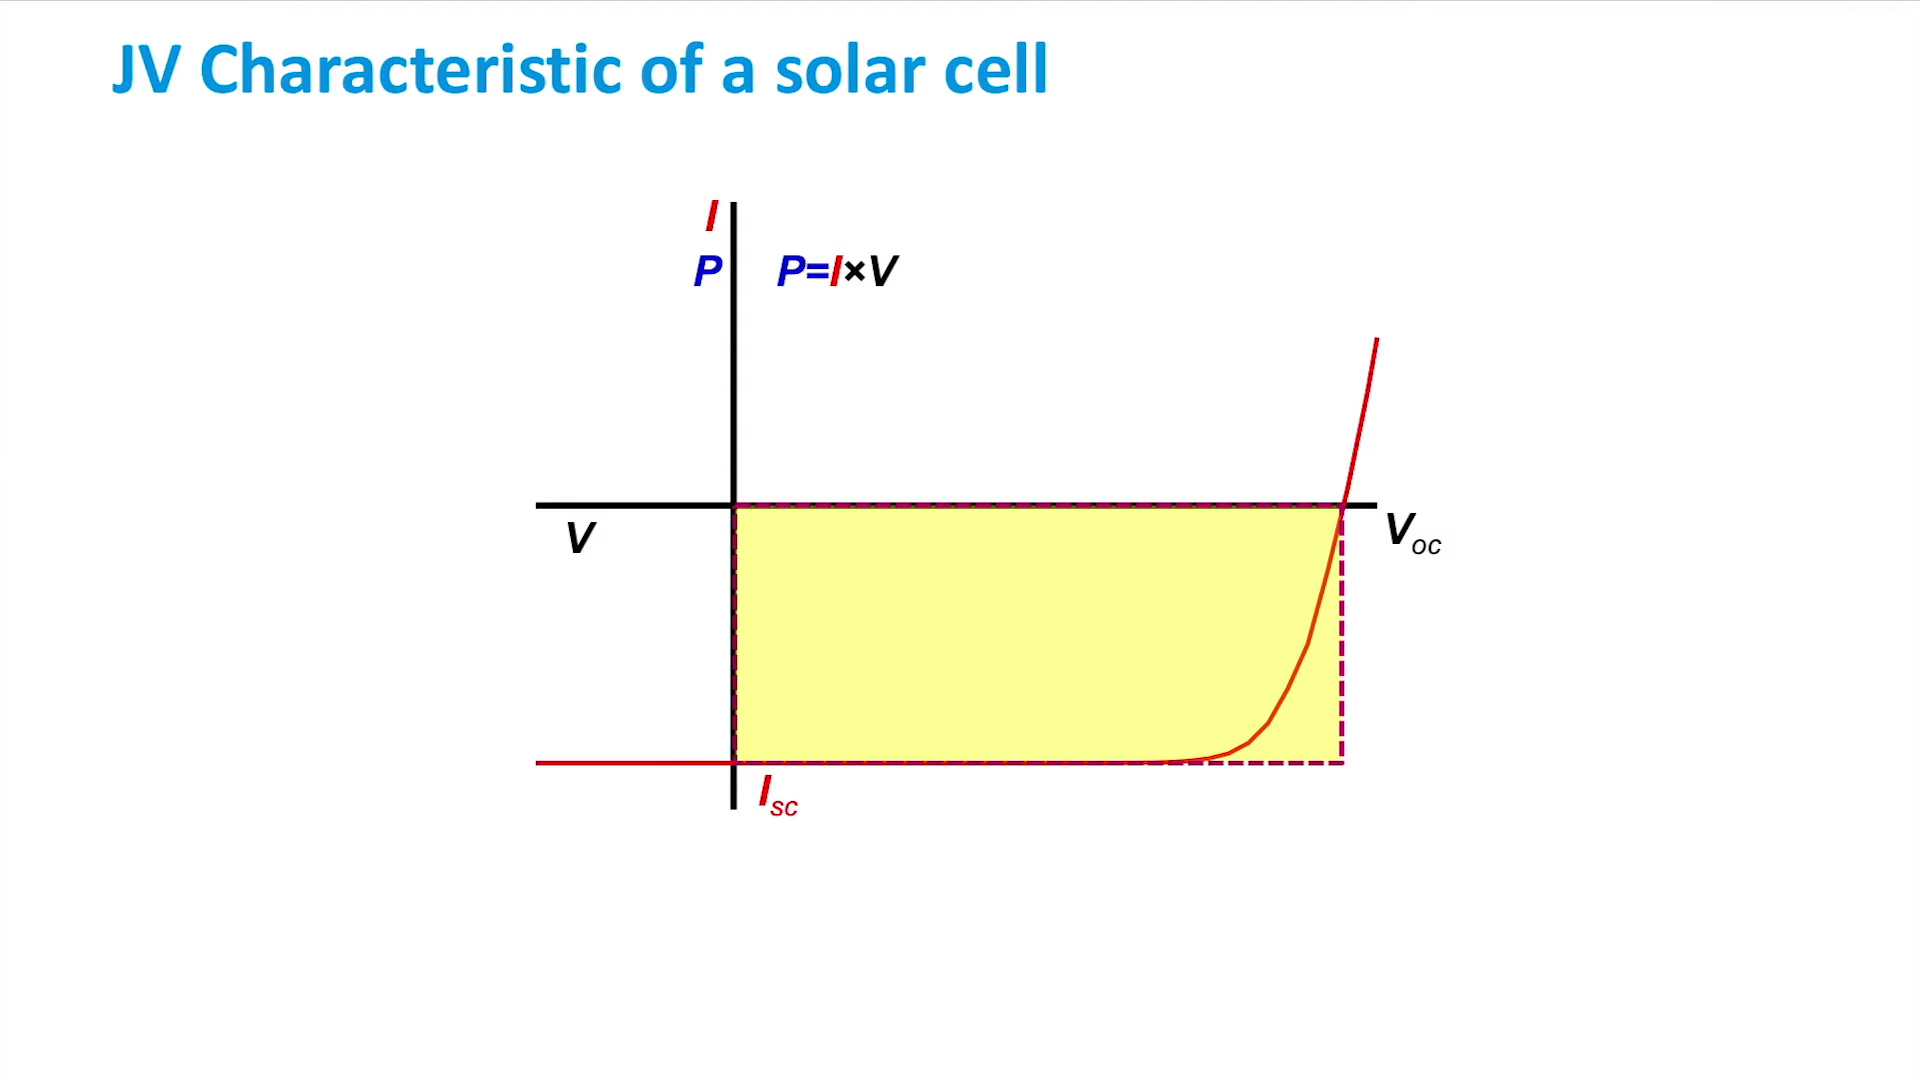 JV Characteristic of a solar cell
I
P
P=I×V
V
Voc
Isc